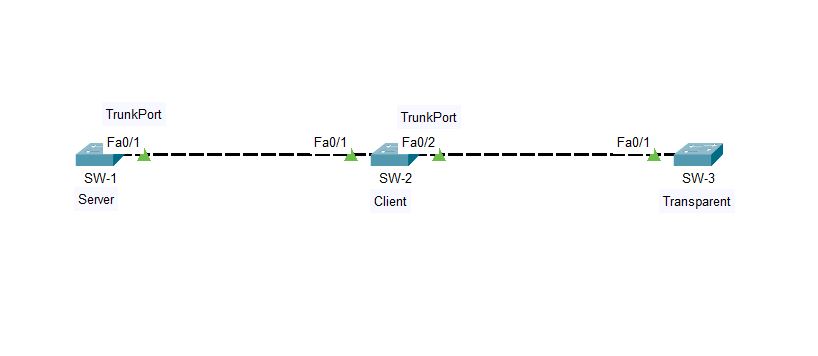 TrunkPort
TrunkPort
Fa0/1
Fa0/1
Fa0/2
Fa0/1
SW-1
SW-2
SW-3
Server
Client
Transparent